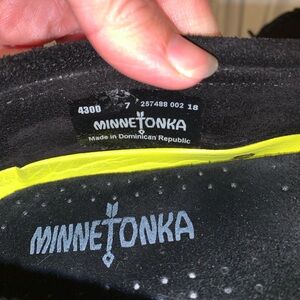 4300 7 257488 002 18
MINNETONKA
Made in Dominican Republic
MINNETONKA